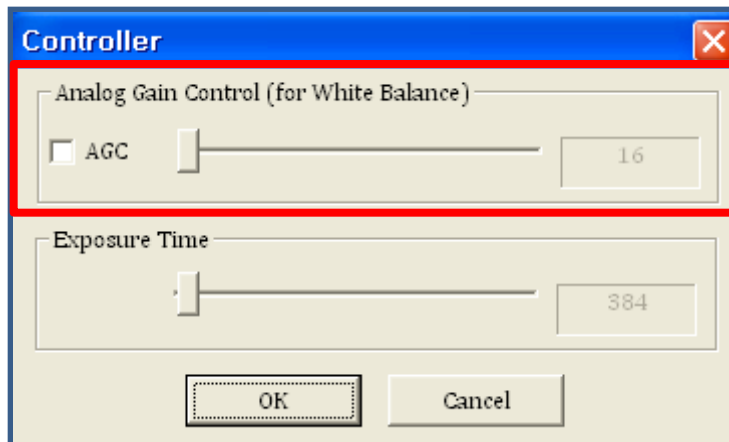 Controller
Analog Gain Control (for White Balance)
AGC
16
Exposure Time
384
OK
Cancel